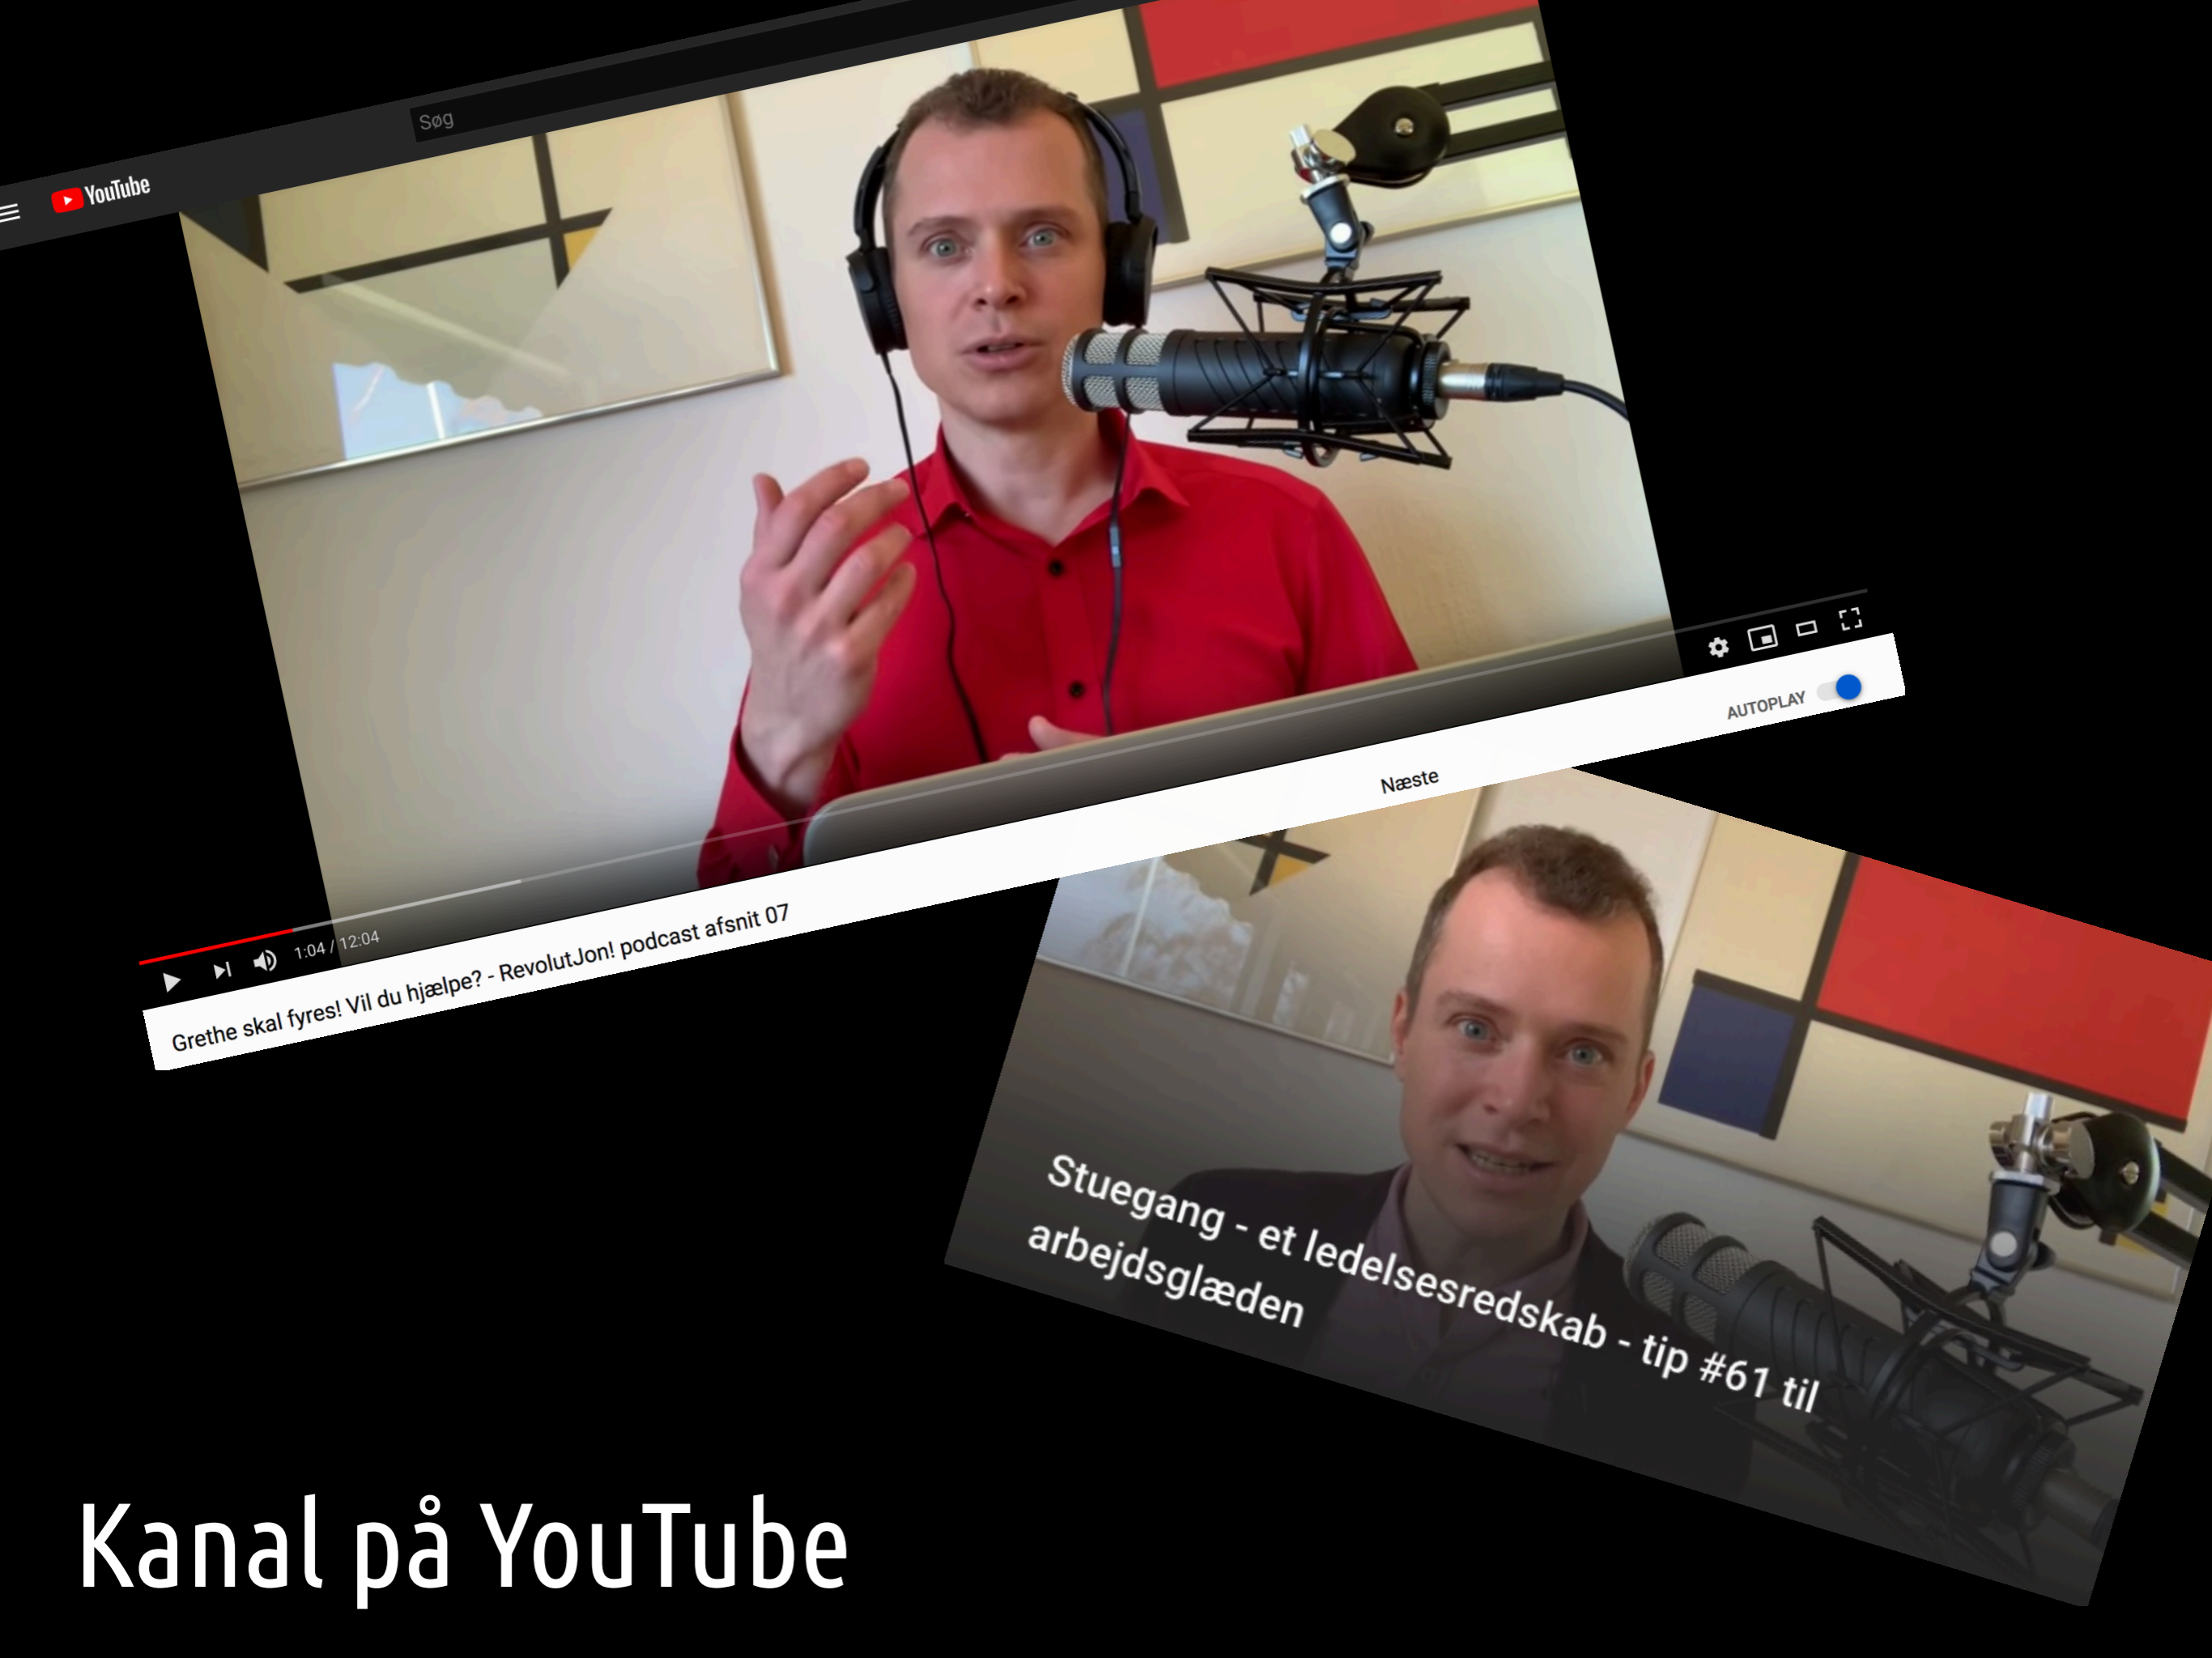 YouTube
Søg
1:04 / 12:04
AUTOPLAY
Næste
Grethe skal fyres! Vil du hjælpe? - RevolutJon! podcast afsnit 07
Stuegang - et ledelsesredskab - tip #61 til
arbejdsglæden
Kanal på YouTube